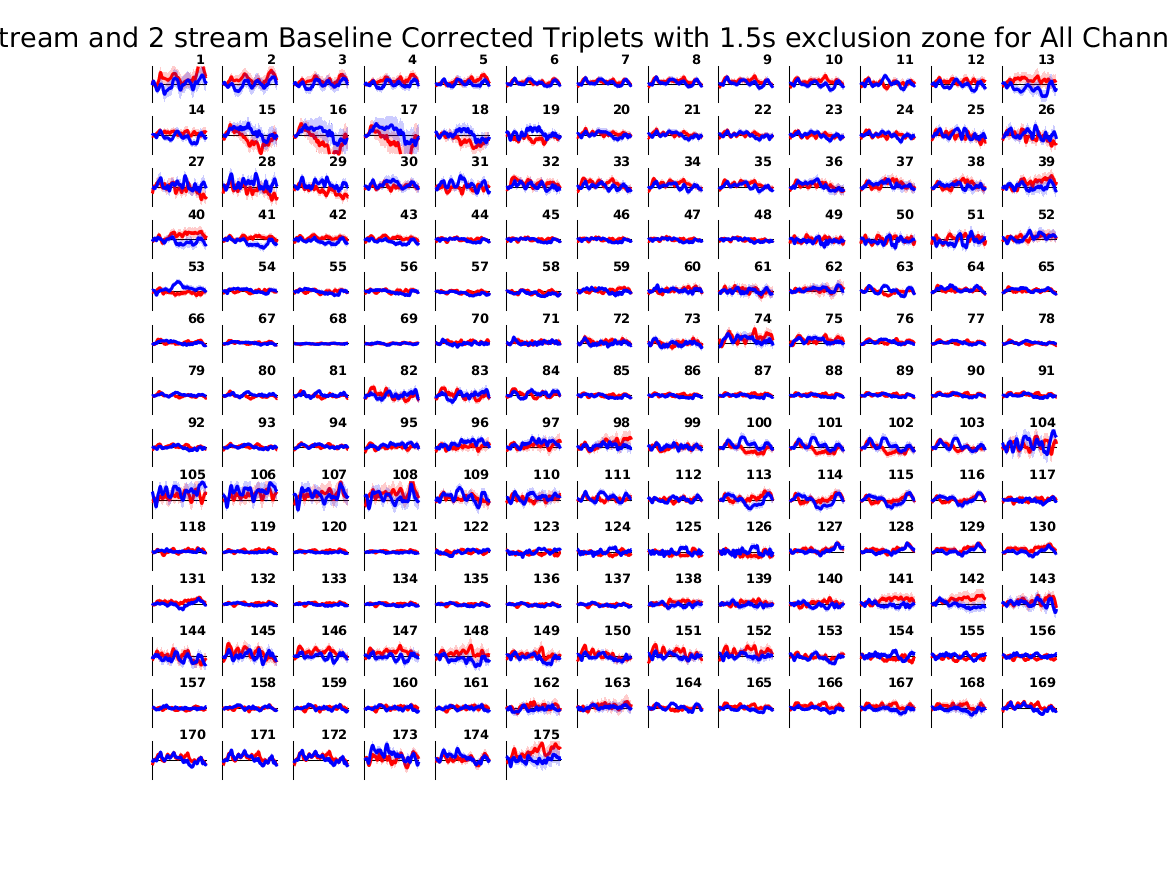 tream and 2 stream Baseline Corrected Triplets with 1.5s exclusion zone for All Chann
1 2 3 4 5 6 7 8 9 10 11 12 13
14 15 16 17 18 19 20 21 22 23 24 25 26
27 28 29 30 31 32 33 34 35 36 37 38 39
40 41 42 43 44 45 46 47 48 49 50 51 52
53 54 55 56 57 58 59 60 61 62 63 64 65
66 67 68 69 70 71 72 73 74 75 76 77 78
79 80 81 82 83 84 85 86 87 88 89 90 91
92 93 94 95 96 97 98 99 100 101 102 103 104
105 106 107 108 109 110 111 112 113 114 115 116 117
118 119 120 121 122 123 124 125 126 127 128 129 130
131 132 133 134 135 136 137 138 139 140 141 142 143
144 145 146 147 148 149 150 151 152 153 154 155 156
157 158 159 160 161 162 163 164 165 166 167 168 169
170 171 172 173 174 175